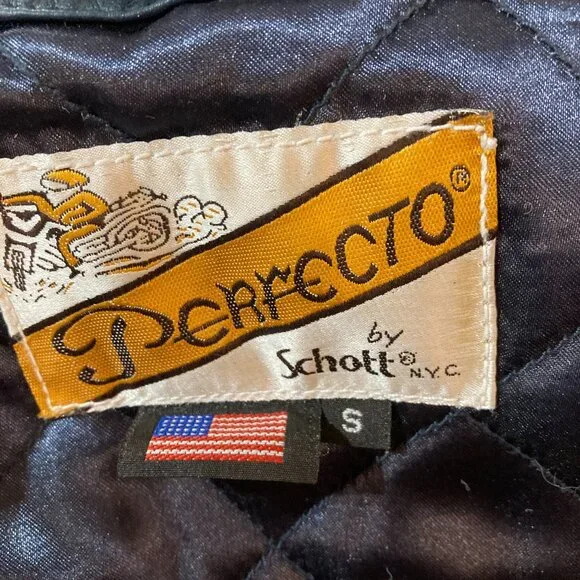 PERFECTO®
by
Schott®
N.Y.C.
S